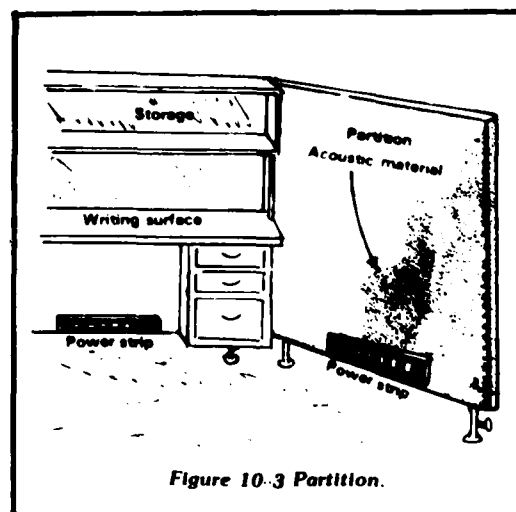 Storage
Partition
Acoustic material
Writing surface
Power strip
Power strip
Figure 10-3 Partition.